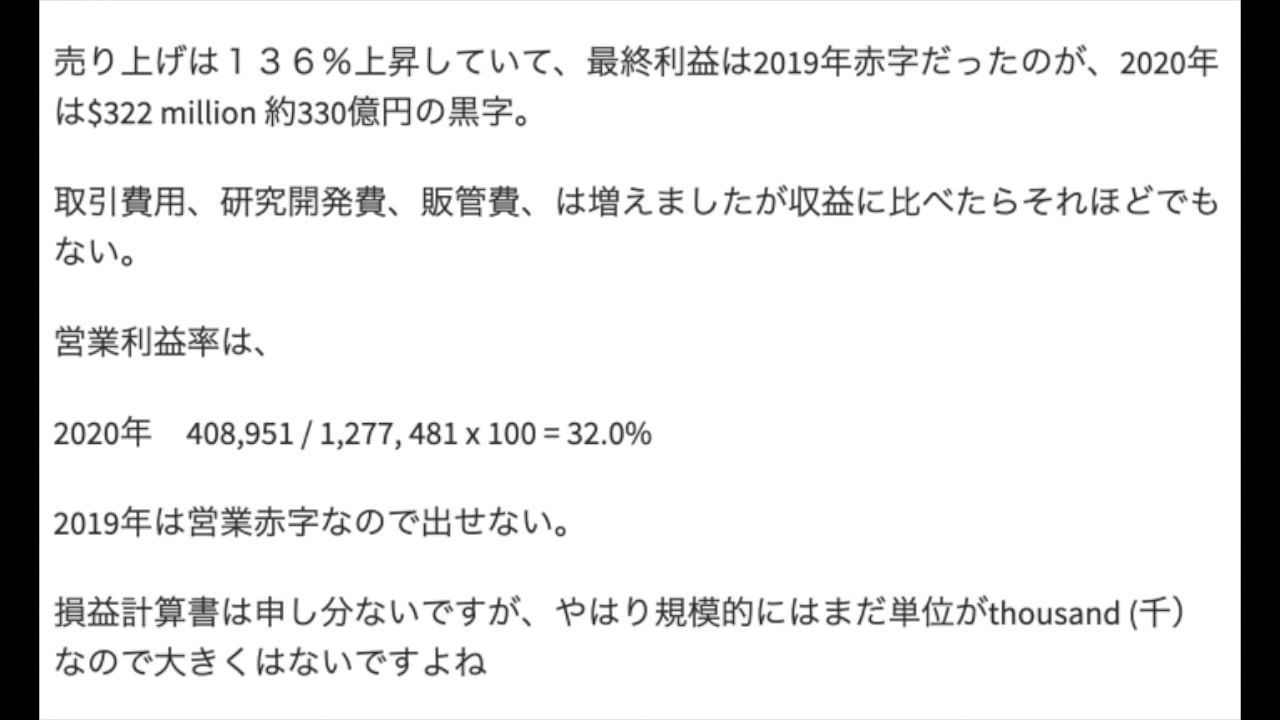 売り上げは１３６％上昇していて、最終利益は2019年赤字だったのが、2020年
は$322 million 約330億円の黒字。
取引費用、研究開発費、販管費、は増えましたが収益に比べたらそれほどでも
ない。
営業利益率は、
2020年　408,951 / 1,277, 481 x 100 = 32.0%
2019年は営業赤字なので出せない。
損益計算書は申し分ないですが、やはり規模的にはまだ単位がthousand (千）
なので大きくはないですよね